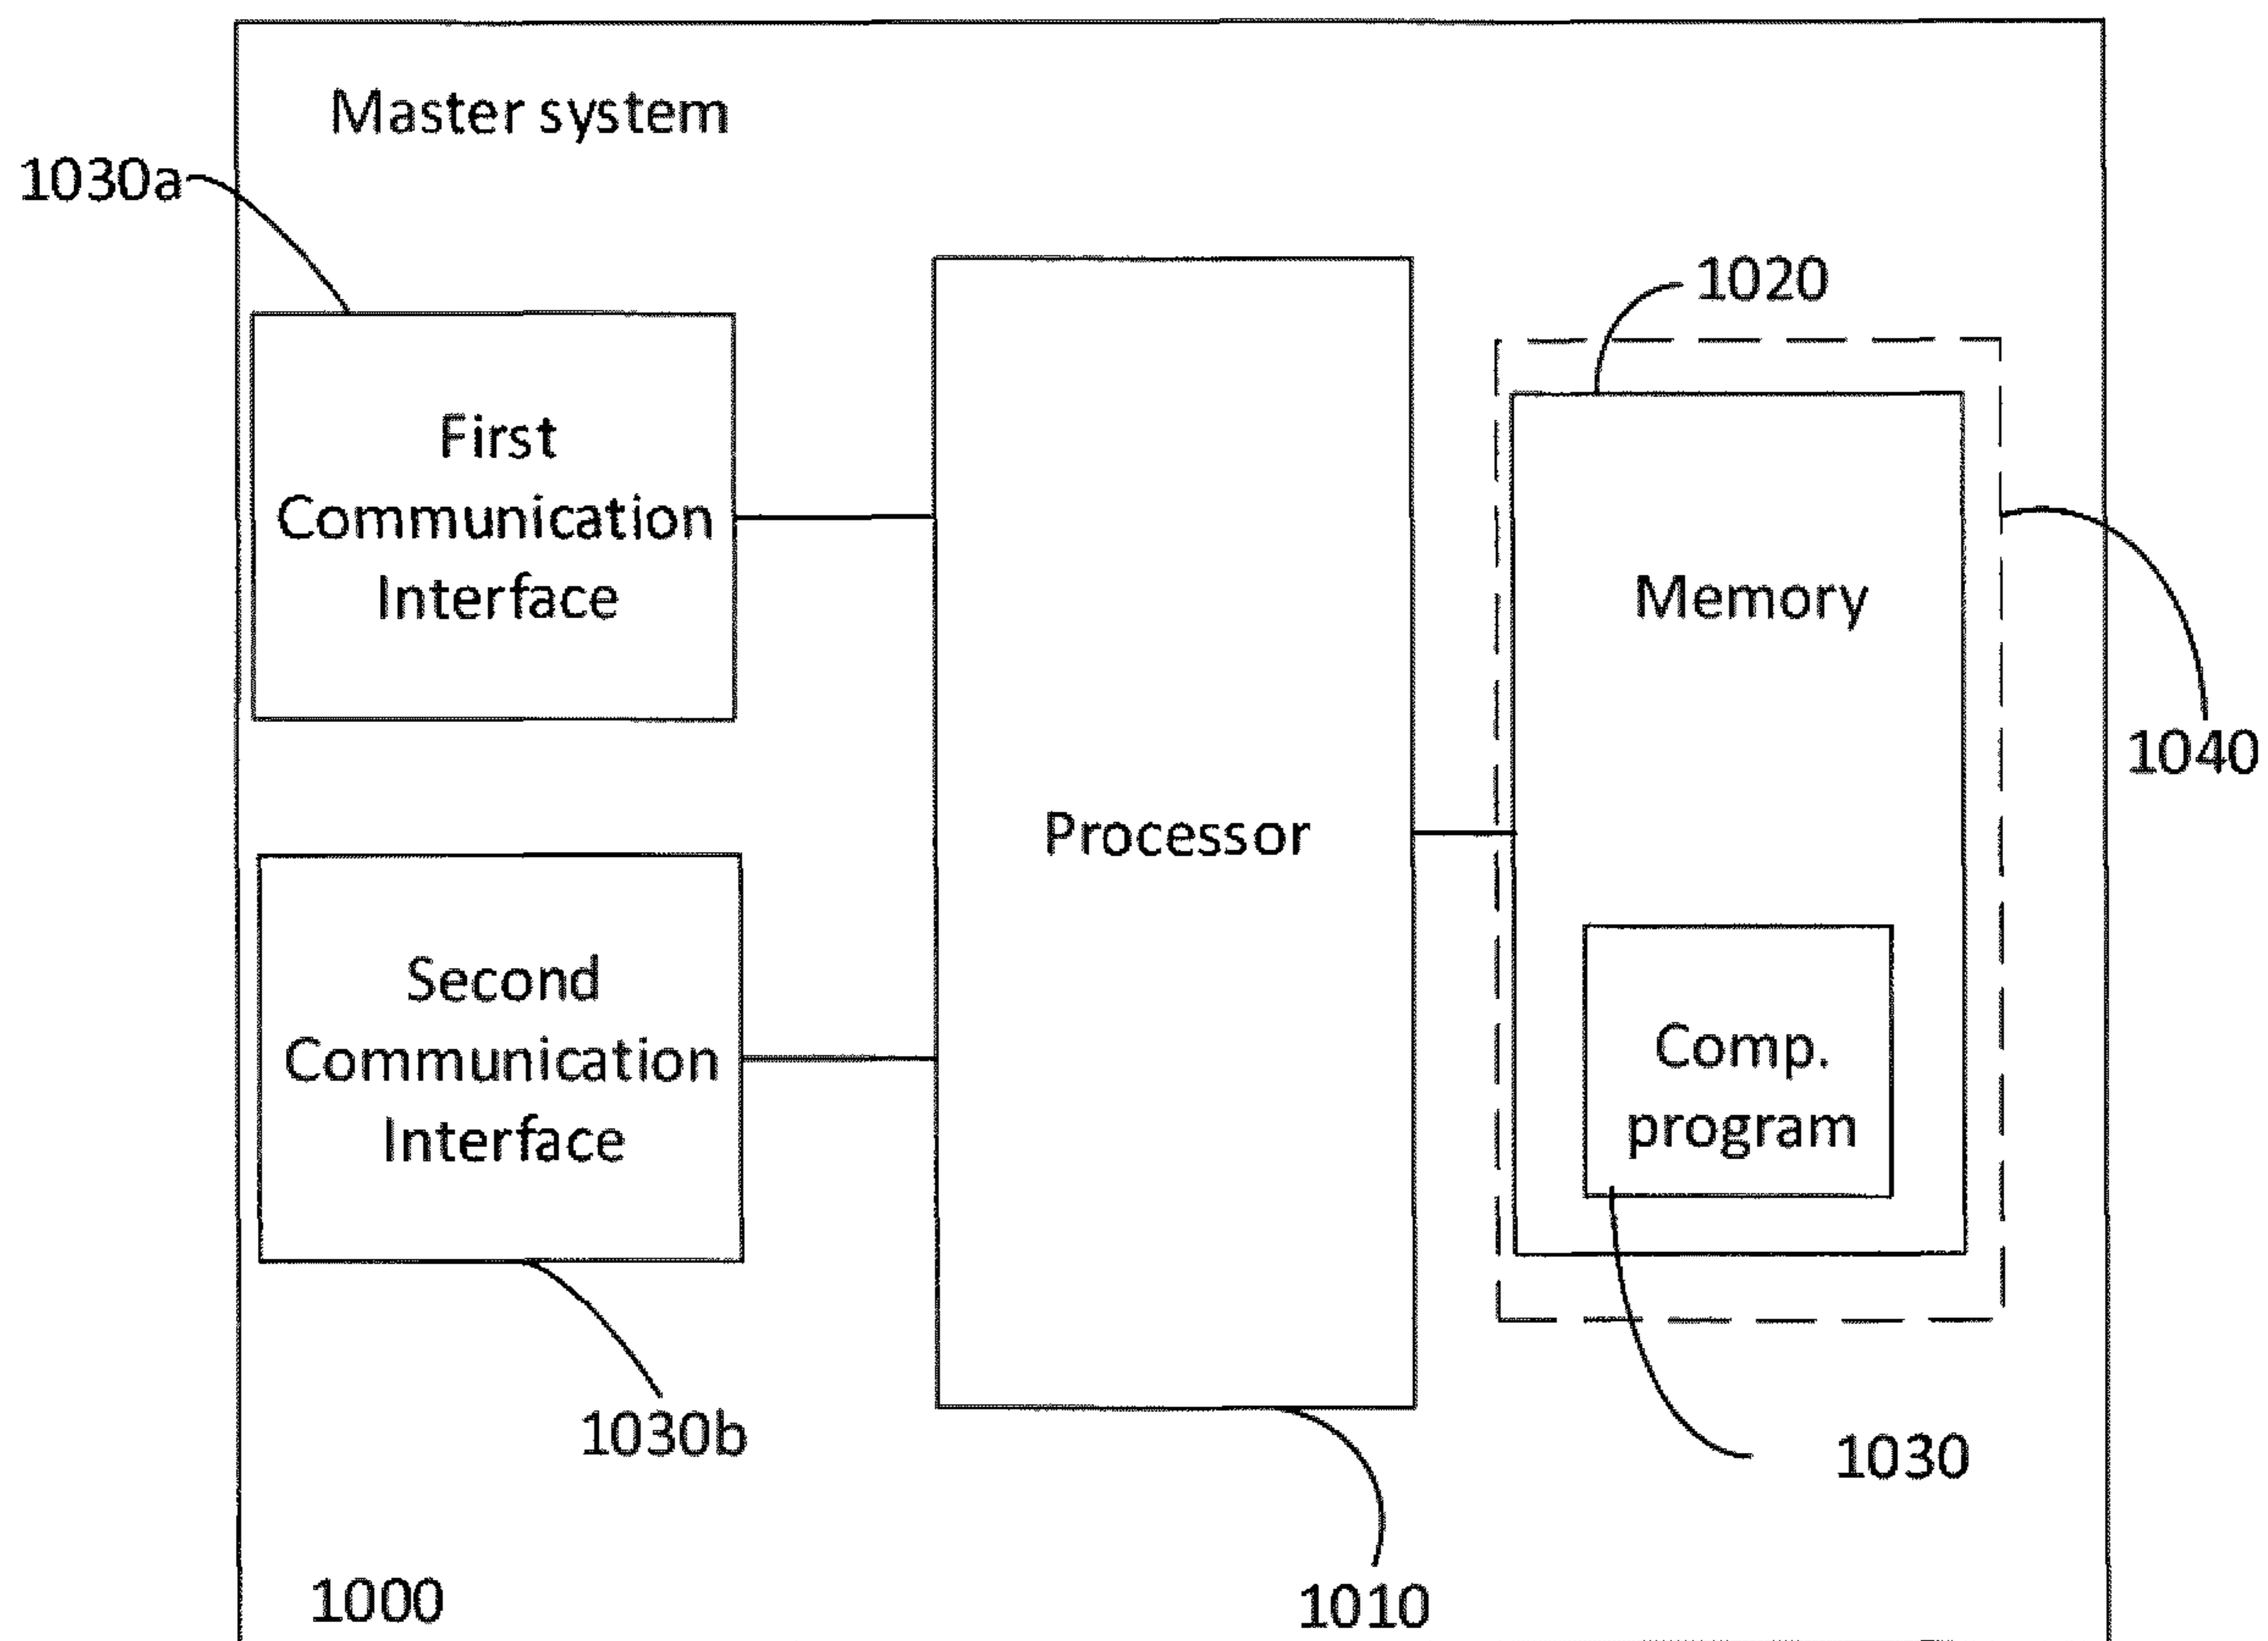 Master system
1030a
1020
First
Communication
Interface
Memory
1040
Processor
Second
Communication
Interface
Comp.
program
1030b
1030
1000
1010